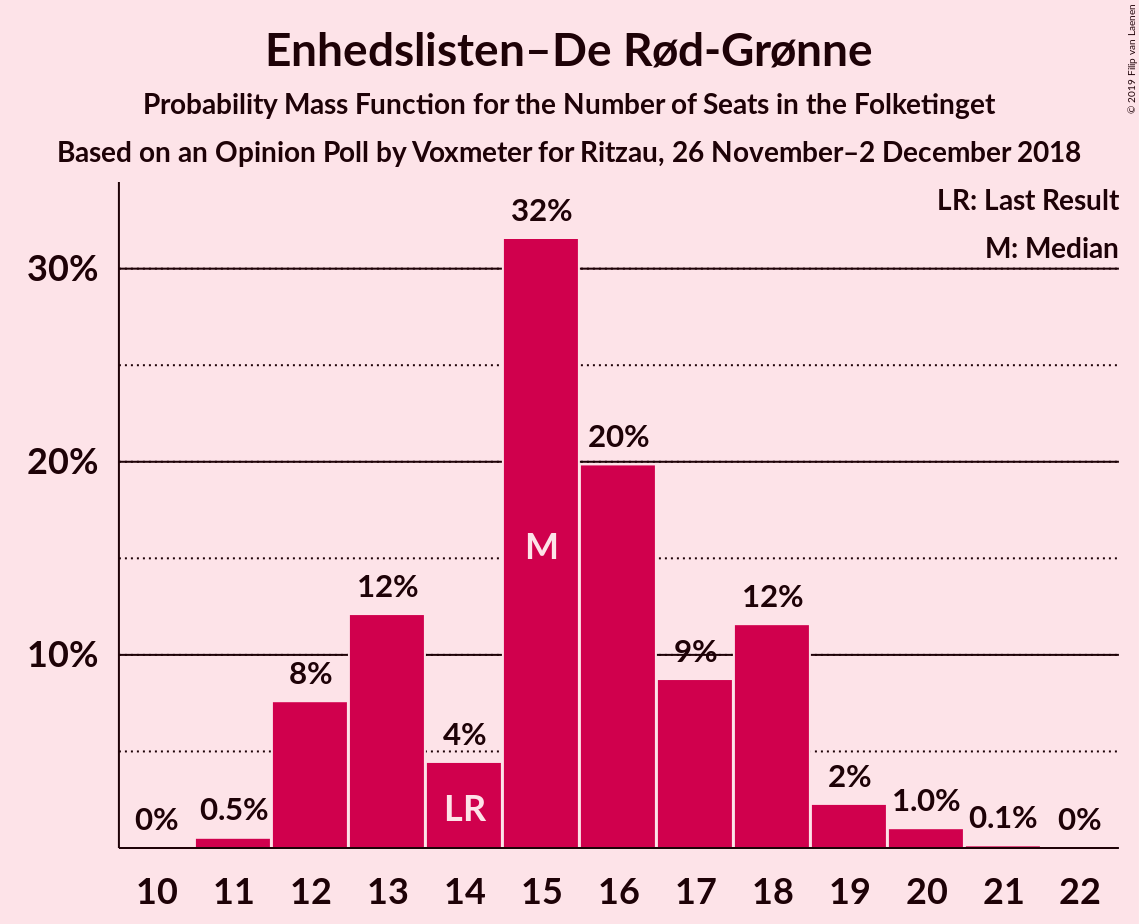 Enhedslisten–De Rød-Grønne
Probability Mass Function for the Number of Seats in the Folketinget
Based on an Opinion Poll by Voxmeter for Ritzau, 26 November–2 December 2018
© 2019 Filip van Laenen
LR: Last Result
M: Median
30%
20%
10%
0%
0.5%
8%
12%
4%
32%
20%
9%
12%
2%
1.0%
0.1%
0%
LR
M
10 11 12 13 14 15 16 17 18 19 20 21 22